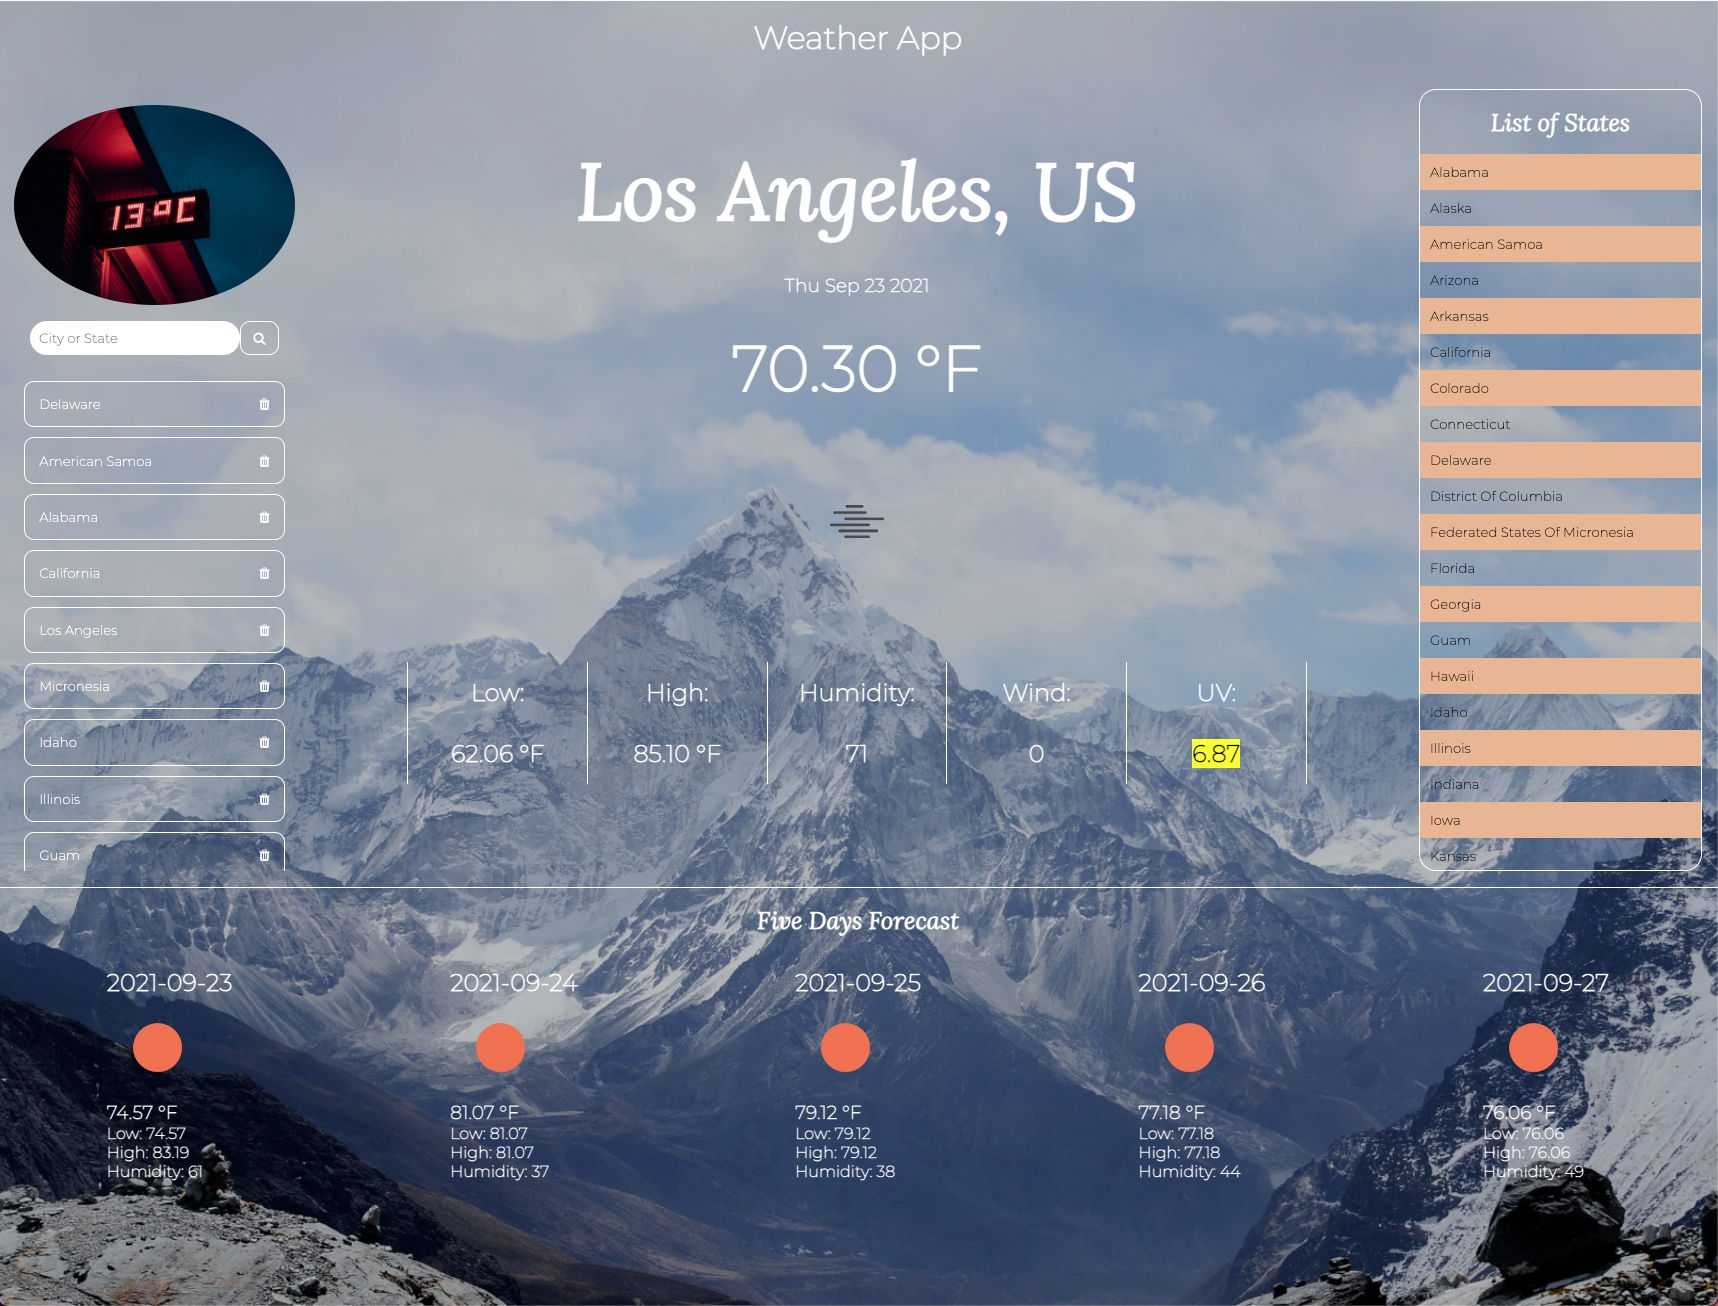 Weather App
13:0C
City or State
Delaware
American Samoa
Alabama
California
Los Angeles
Micronesia
Idaho
Illinois
Guam
Los Angeles, US
Thu Sep 23 2021
70.30 °F
Low:
62.06 °F
High:
85.10 °F
Humidity:
71
Wind:
0
UV:
6.87
List of States
Alabama
Alaska
American Samoa
Arizona
Arkansas
California
Colorado
Connecticut
Delaware
District Of Columbia
Federated States Of Micronesia
Florida
Georgia
Guam
Hawaii
Idaho
Illinois
Indiana
Iowa
Kansas
Five Days Forecast
2021-09-23
74.57 °F
Low: 74.57
High: 83.19
Humidity: 61
2021-09-24
81.07 °F
Low: 81.07
High: 81.07
Humidity: 37
2021-09-25
79.12 °F
Low: 79.12
High: 79.12
Humidity: 38
2021-09-26
77.18 °F
Low: 77.18
High: 77.18
Humidity: 44
2021-09-27
76.06 °F
Low: 76.06
High: 76.06
Humidity: 49